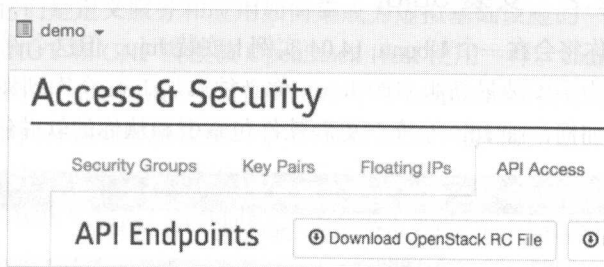 demo
Access & Security
Security Groups Key Pairs Floating IPs API Access
API Endpoints Download OpenStack RC File